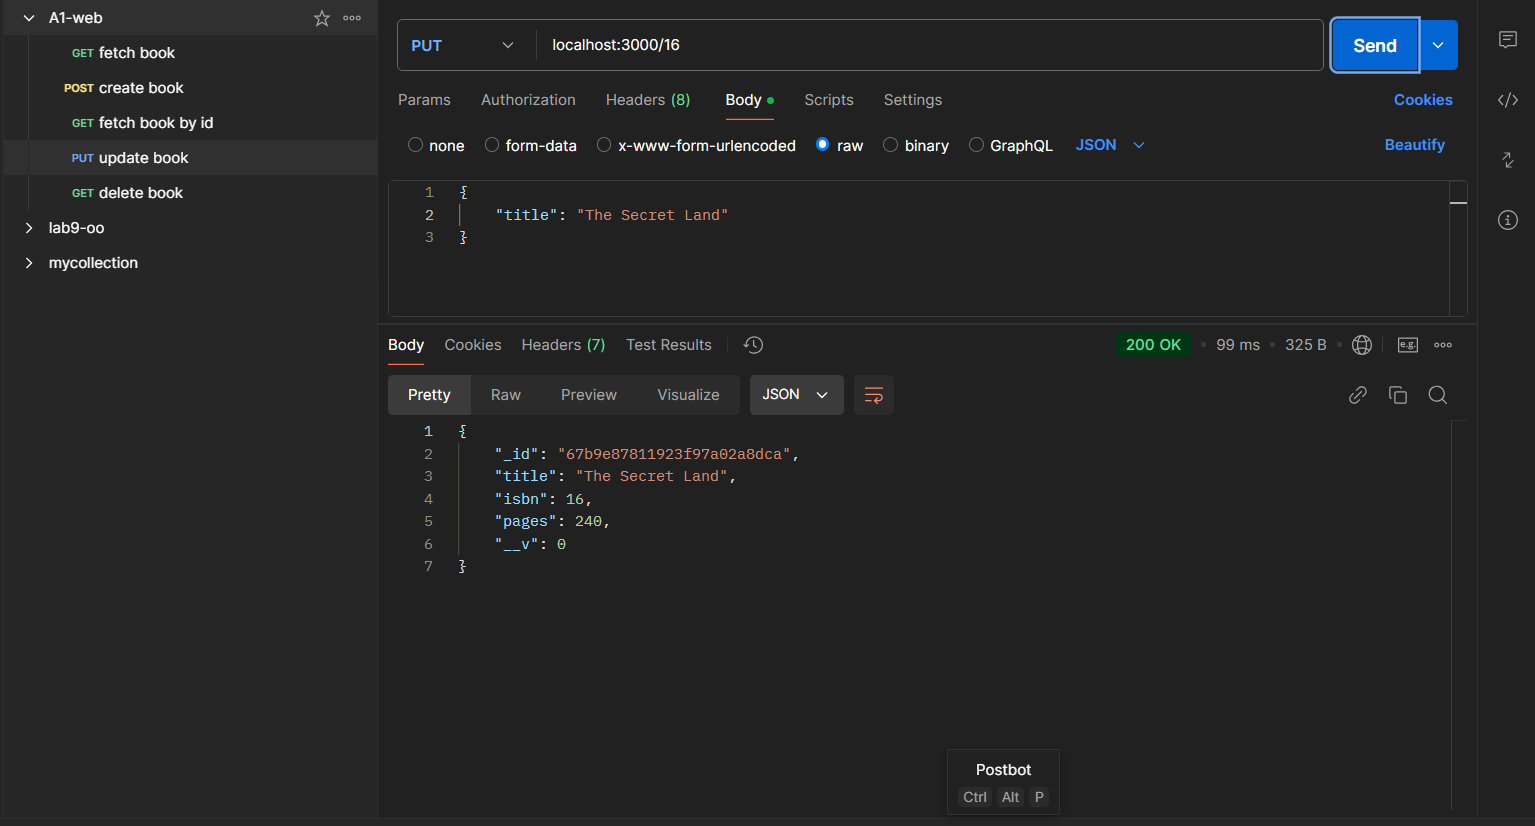 A1-web
GET fetch book
POST create book
GET fetch book by id
PUT update book
GET delete book
lab9-oo
mycollection
PUT localhost:3000/16 Send
Params Authorization Headers (8) Body Scripts Settings Cookies
none form-data x-www-form-urlencoded raw binary GraphQL JSON Beautify
1 {
2 "title": "The Secret Land"
3 }
Body Cookies Headers (7) Test Results 200 OK 99 ms 325 B e.g.
Pretty Raw Preview Visualize JSON
1 {
2 "_id": "67b9e87811923f97a02a8dca",
3 "title": "The Secret Land",
4 "isbn": 16,
5 "pages": 240,
6 "__v": 0
7 }
Postbot
Ctrl Alt P